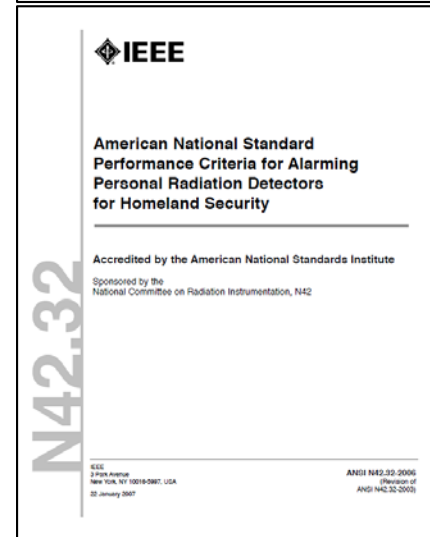 IEEE
American National Standard
Performance Criteria for Alarming
Personal Radiation Detectors
for Homeland Security
Accredited by the American National Standards Institute
Sponsored by the
National Committee on Radiation Instrumentation, N42
N42.32
IEEE
3 Park Avenue
New York, NY 10016-5997, USA
22 January 2007
ANSI N42.32-2006
(Revision of
ANSI N42.32-2003)